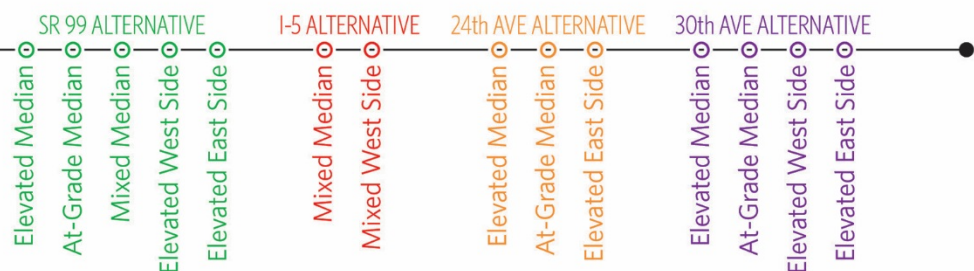 SR 99 ALTERNATIVE
Elevated Median
At-Grade Median
Mixed Median
Elevated West Side
Elevated East Side
I-5 ALTERNATIVE
Mixed Median
Mixed West Side
24th AVE ALTERNATIVE
Elevated Median
At-Grade Median
Elevated East Side
30th AVE ALTERNATIVE
Elevated Median
At-Grade Median
Elevated West Side
Elevated East Side